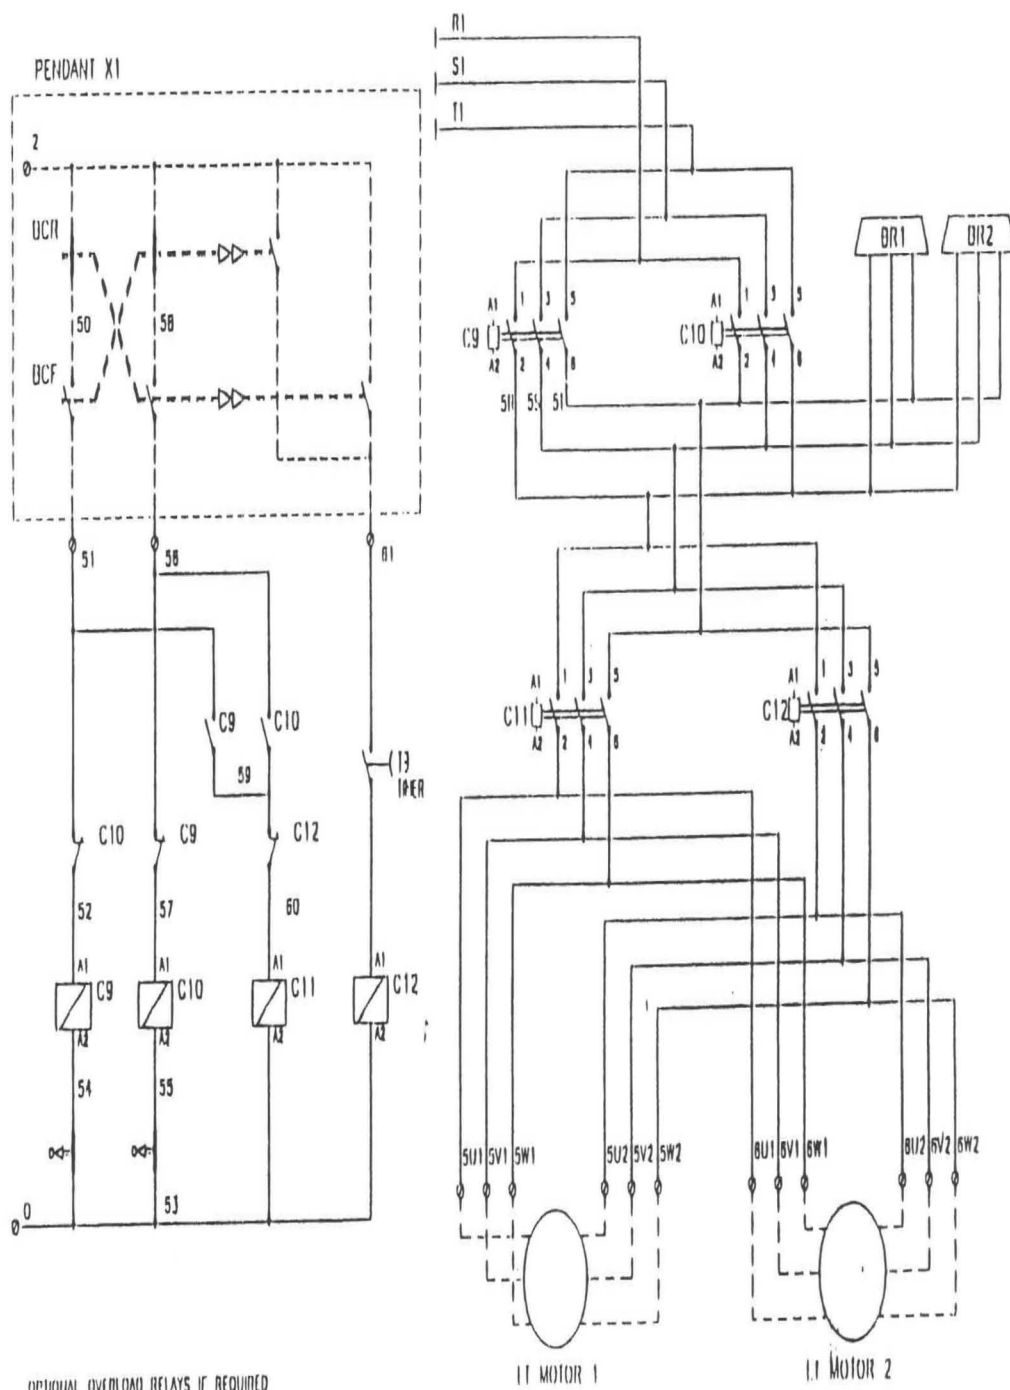 R1
PENDANT X1
S1
T1
2
BCR
BCF
50
58
BR1
BR2
A1
1
3
5
C9
A2
2
4
6
A1
1
3
5
C10
A2
2
4
6
51
58
61
C9
C10
59
T3
TIMER
C10
C9
C12
52
57
60
A1
C9
A2
A1
C10
A2
A1
C11
A2
A1
C12
A2
54
55
53
0
A1
1
3
5
C11
A2
2
4
6
A1
1
3
5
C12
A2
2
4
6
5U1
5V1
5W1
5U2
5V2
5W2
6U1
6V1
6W1
6U2
6V2
6W2
LT MOTOR 1
LT MOTOR 2
OPTIONAL OVERLOAD RELAYS IF REQUIRED